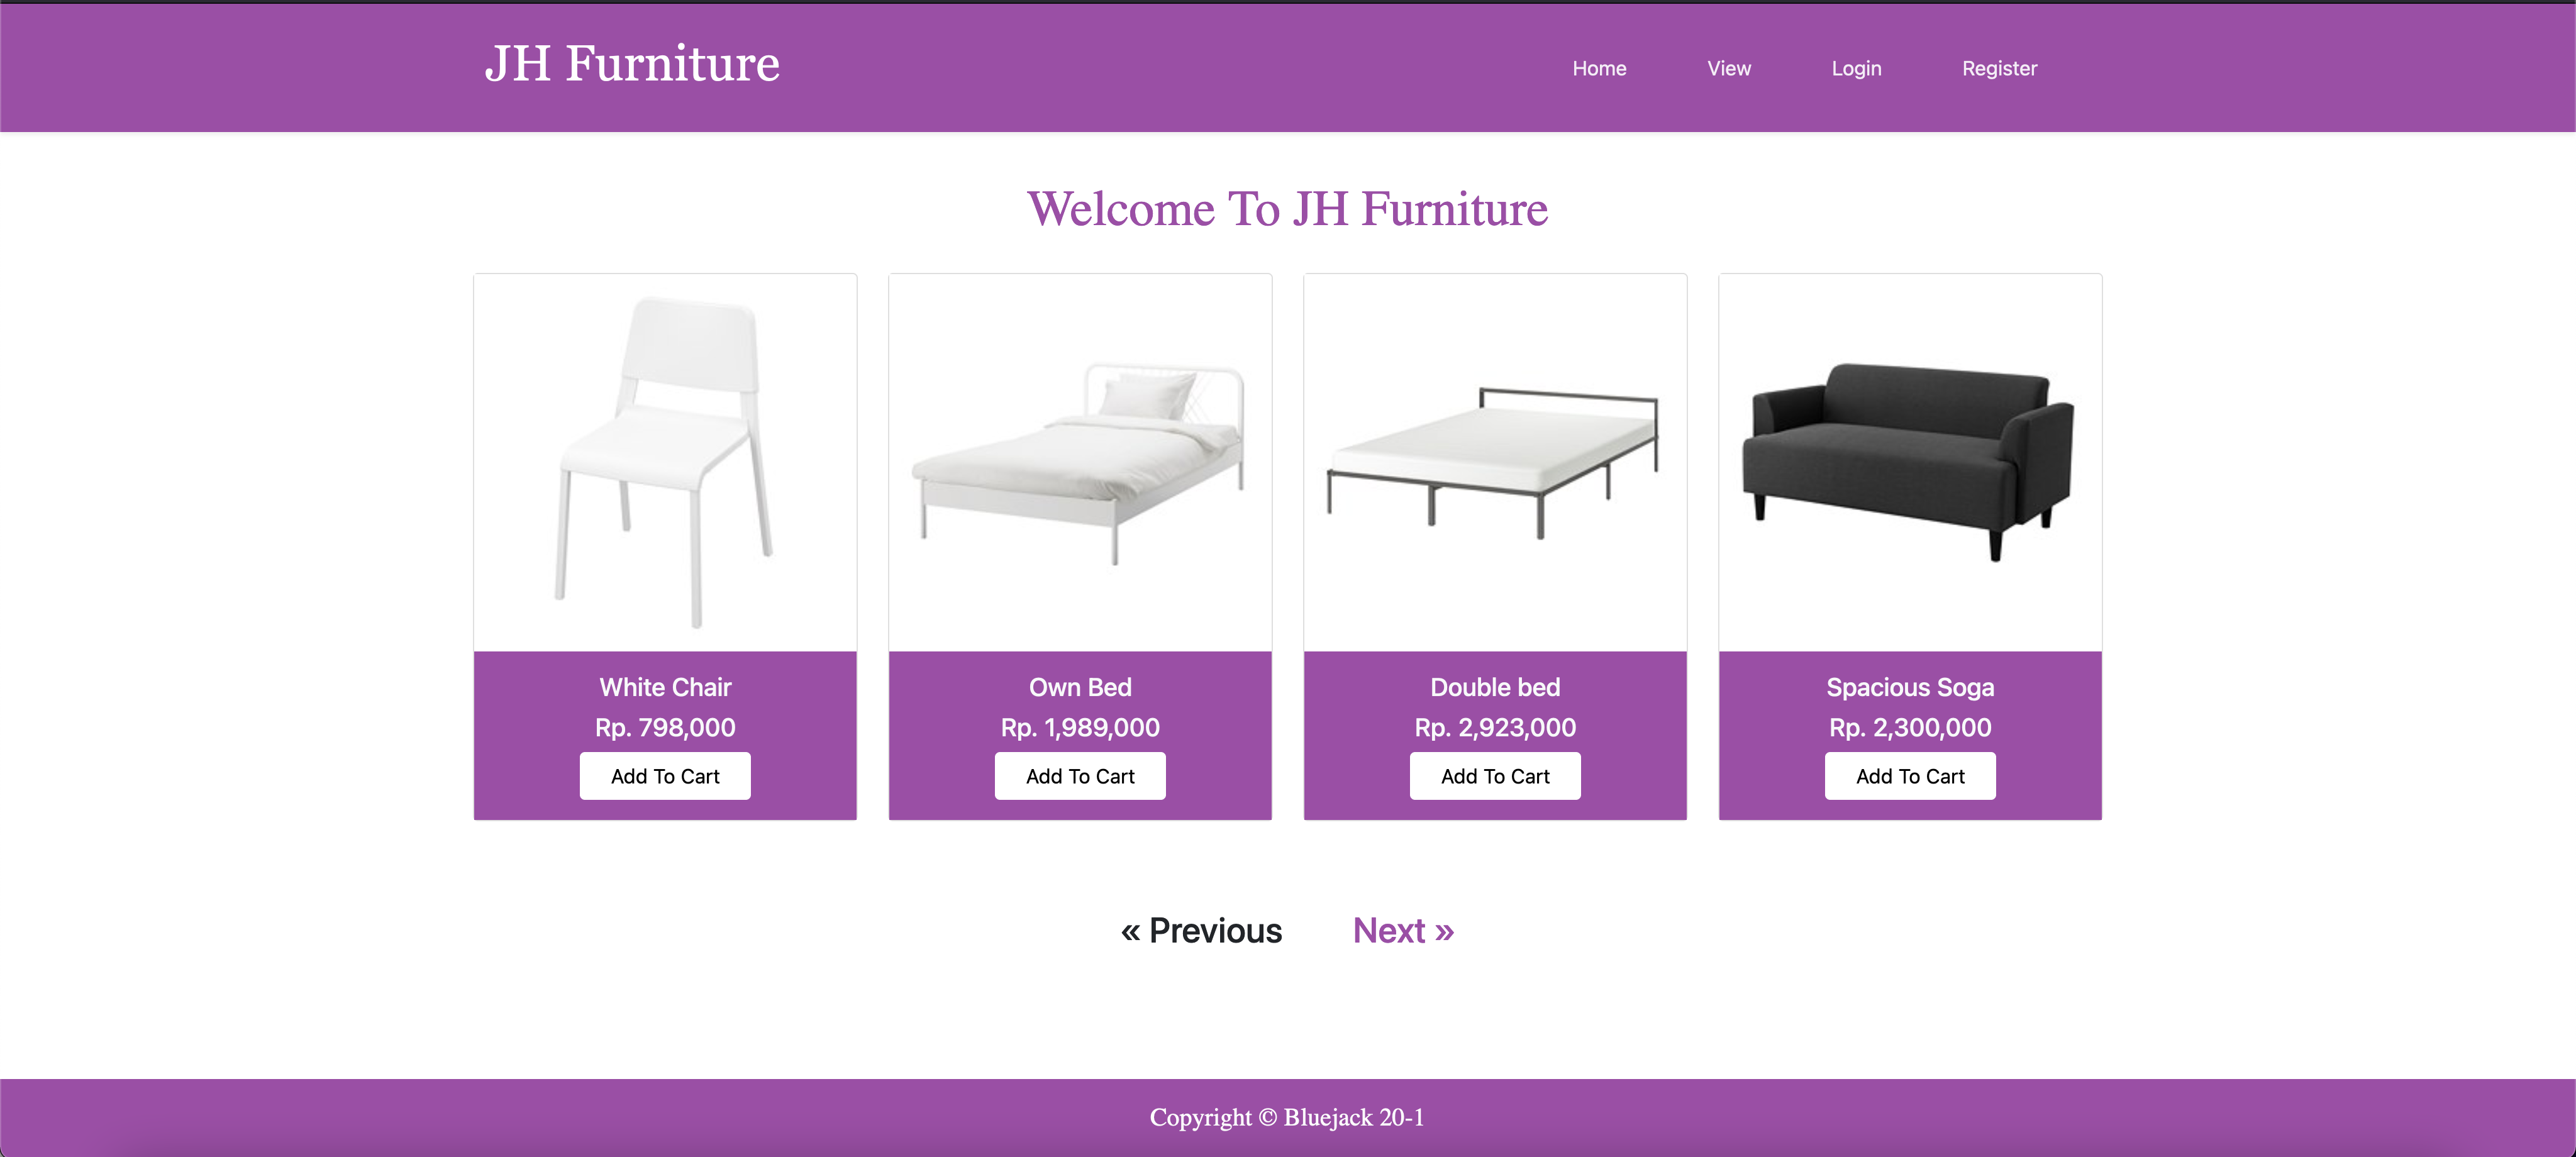 JH Furniture
Home View Login Register
Welcome To JH Furniture
White Chair
Rp. 798,000
Add To Cart
Own Bed
Rp. 1,989,000
Add To Cart
Double bed
Rp. 2,923,000
Add To Cart
Spacious Soga
Rp. 2,300,000
Add To Cart
« Previous Next »
Copyright © Bluejack 20-1